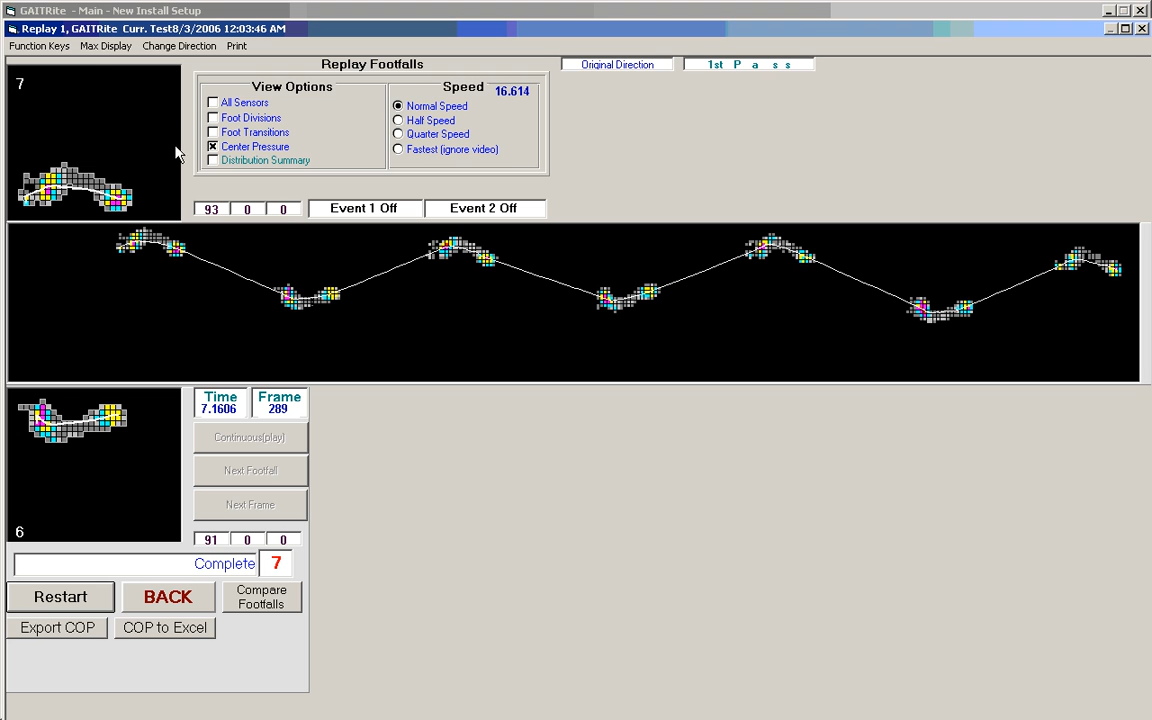 GAITRite - Main - New Install Setup
Replay 1, GAITRite Curr. Test8/3/2006 12:03:46 AM
Function Keys Max Display Change Direction Print
Replay Footfalls
Original Direction
1st P a s s
7
View Options
All Sensors
Foot Divisions
Foot Transitions
Center Pressure
Distribution Summary
Speed 16.614
Normal Speed
Half Speed
Quarter Speed
Fastest (ignore video)
93 0 0 Event 1 Off Event 2 Off
Time Frame
7.1606 289
Continuous(play)
Next Footfall
Next Frame
6
91 0 0
Complete 7
Restart BACK Compare Footfalls
Export COP COP to Excel